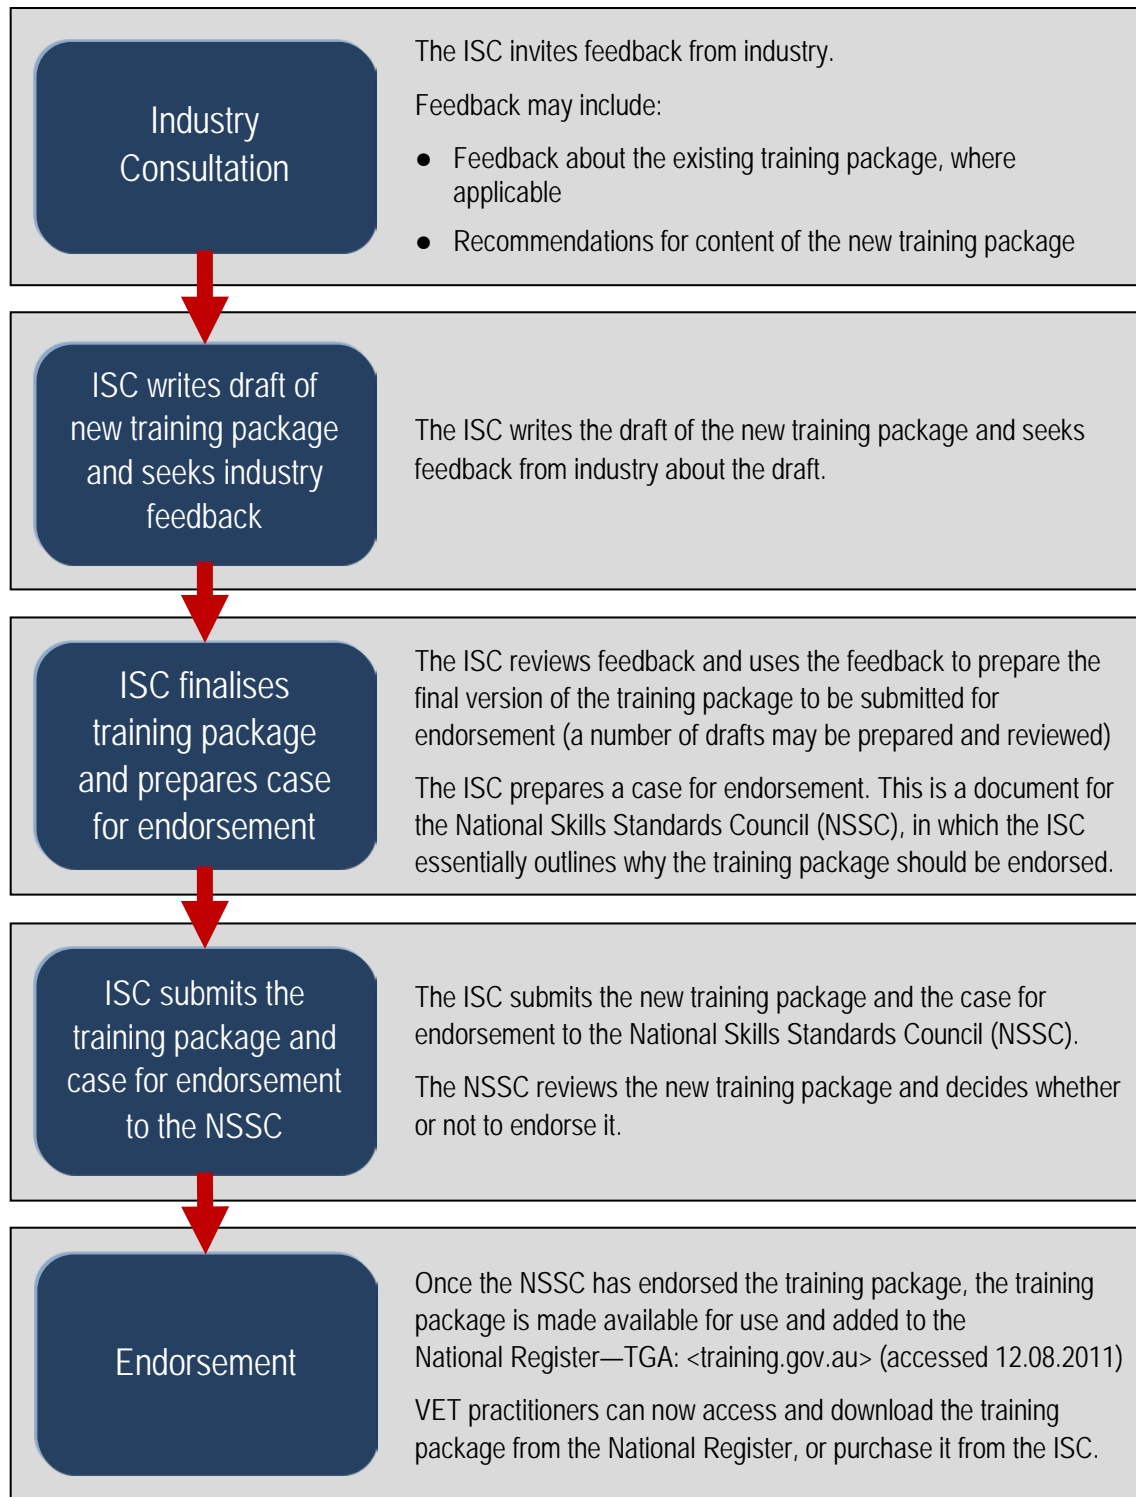 Industry
Consultation
The ISC invites feedback from industry.
Feedback may include:
● Feedback about the existing training package, where
applicable
● Recommendations for content of the new training package
ISC writes draft of
new training package
and seeks industry
feedback
The ISC writes the draft of the new training package and seeks
feedback from industry about the draft.
ISC finalises
training package
and prepares case
for endorsement
The ISC reviews feedback and uses the feedback to prepare the
final version of the training package to be submitted for
endorsement (a number of drafts may be prepared and reviewed)
The ISC prepares a case for endorsement. This is a document for
the National Skills Standards Council (NSSC), in which the ISC
essentially outlines why the training package should be endorsed.
ISC submits the
training package and
case for endorsement
to the NSSC
The ISC submits the new training package and the case for
endorsement to the National Skills Standards Council (NSSC).
The NSSC reviews the new training package and decides whether
or not to endorse it.
Endorsement
Once the NSSC has endorsed the training package, the training
package is made available for use and added to the
National Register—TGA: <training.gov.au> (accessed 12.08.2011)
VET practitioners can now access and download the training
package from the National Register, or purchase it from the ISC.